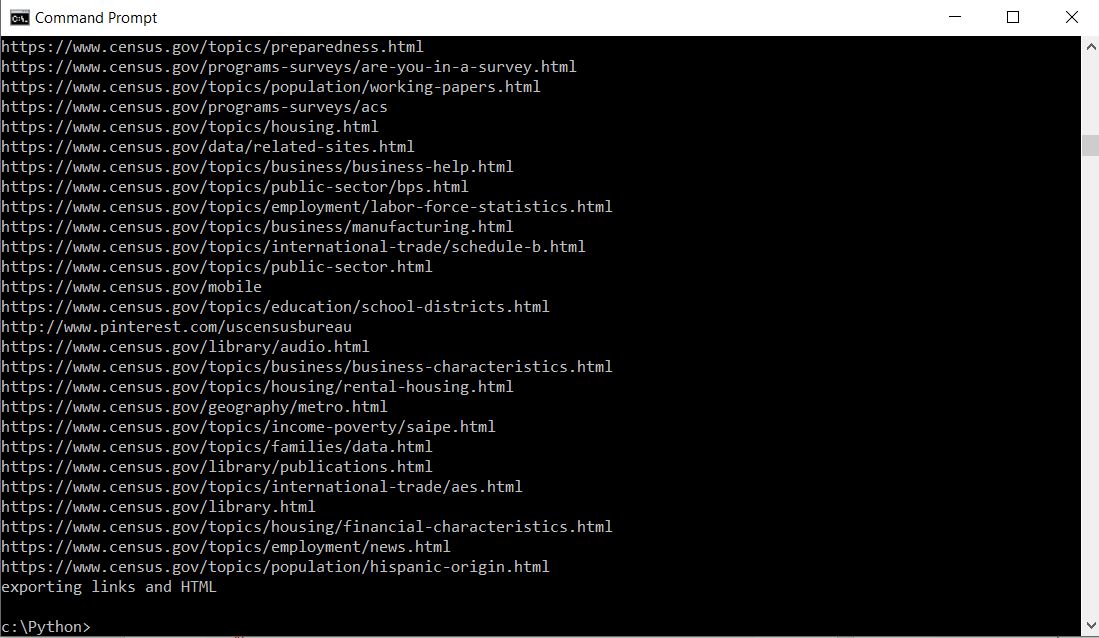 Command Prompt
https://www.census.gov/topics/preparedness.html
https://www.census.gov/programs-surveys/are-you-in-a-survey.html
https://www.census.gov/topics/population/working-papers.html
https://www.census.gov/programs-surveys/acs
https://www.census.gov/topics/housing.html
https://www.census.gov/data/related-sites.html
https://www.census.gov/topics/business/business-help.html
https://www.census.gov/topics/public-sector/bps.html
https://www.census.gov/topics/employment/labor-force-statistics.html
https://www.census.gov/topics/business/manufacturing.html
https://www.census.gov/topics/international-trade/schedule-b.html
https://www.census.gov/topics/public-sector.html
https://www.census.gov/mobile
https://www.census.gov/topics/education/school-districts.html
http://www.pinterest.com/uscensusbureau
https://www.census.gov/library/audio.html
https://www.census.gov/topics/business/business-characteristics.html
https://www.census.gov/topics/housing/rental-housing.html
https://www.census.gov/geography/metro.html
https://www.census.gov/topics/income-poverty/saipe.html
https://www.census.gov/topics/families/data.html
https://www.census.gov/library/publications.html
https://www.census.gov/topics/international-trade/aes.html
https://www.census.gov/library.html
https://www.census.gov/topics/housing/financial-characteristics.html
https://www.census.gov/topics/employment/news.html
https://www.census.gov/topics/population/hispanic-origin.html
exporting links and HTML
c:\Python>